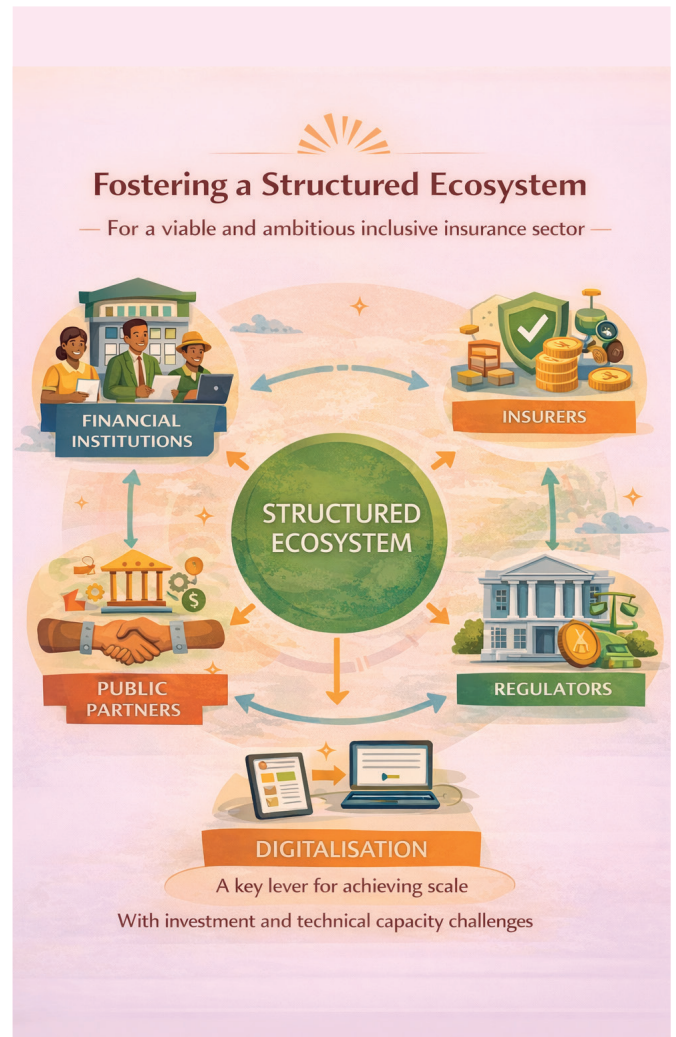 Fostering a Structured Ecosystem
— For a viable and ambitious inclusive insurance sector —
FINANCIAL
INSTITUTIONS
INSURERS
STRUCTURED
ECOSYSTEM
$
PUBLIC
PARTNERS
REGULATORS
DIGITALISATION
A key lever for achieving scale
With investment and technical capacity challenges